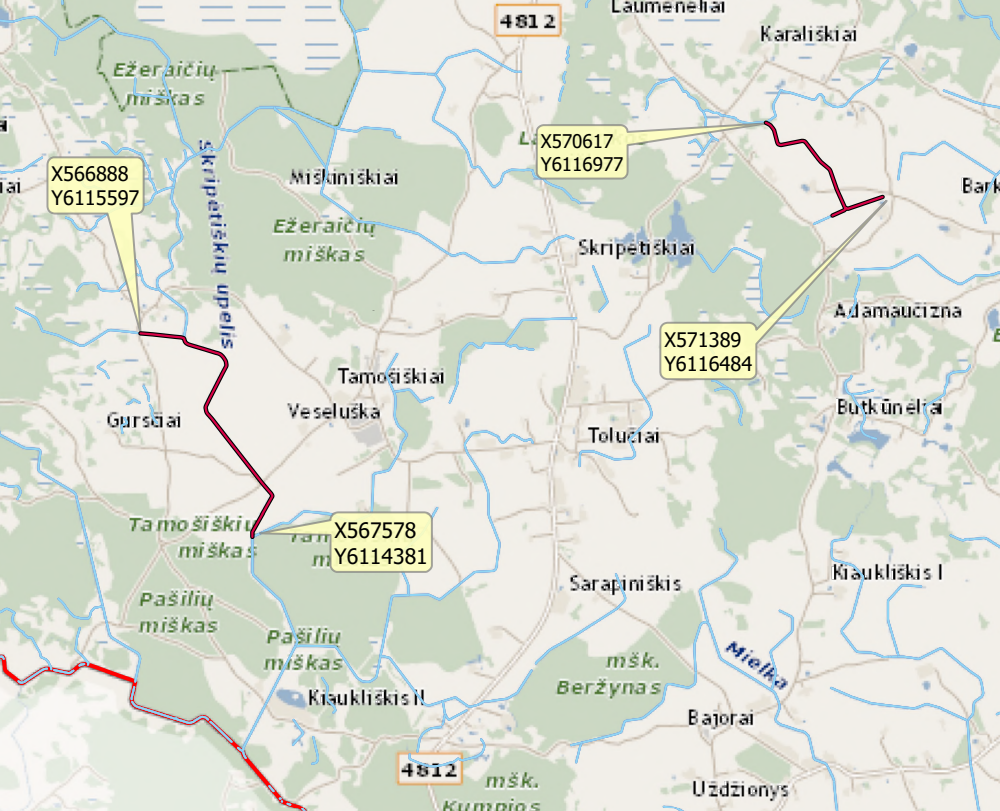 4812
Laumenėliai
Karališkiai
Ežeraičių
miškas
X570617
Y6116977
X566888
Y6115597
Skripetiškių upelis
Miškiniškiai
Ežeraičių
miškas
Skripetiškiai
Bark
X571389
Y6116484
Adamaučizna
Tamošiškiai
Veseluška
Gursčiai
Butkūnėliai
Tolučiai
Tamošiškių
miškas
X567578
Y6114381
Kiaukliškis I
Sarapiniškis
Pašilių
miškas
Pašilių
miškas
Mielka
mšk.
Beržynas
Kiaukliškis II
Bajorai
4812
mšk.
Kumpios
Uždžionys